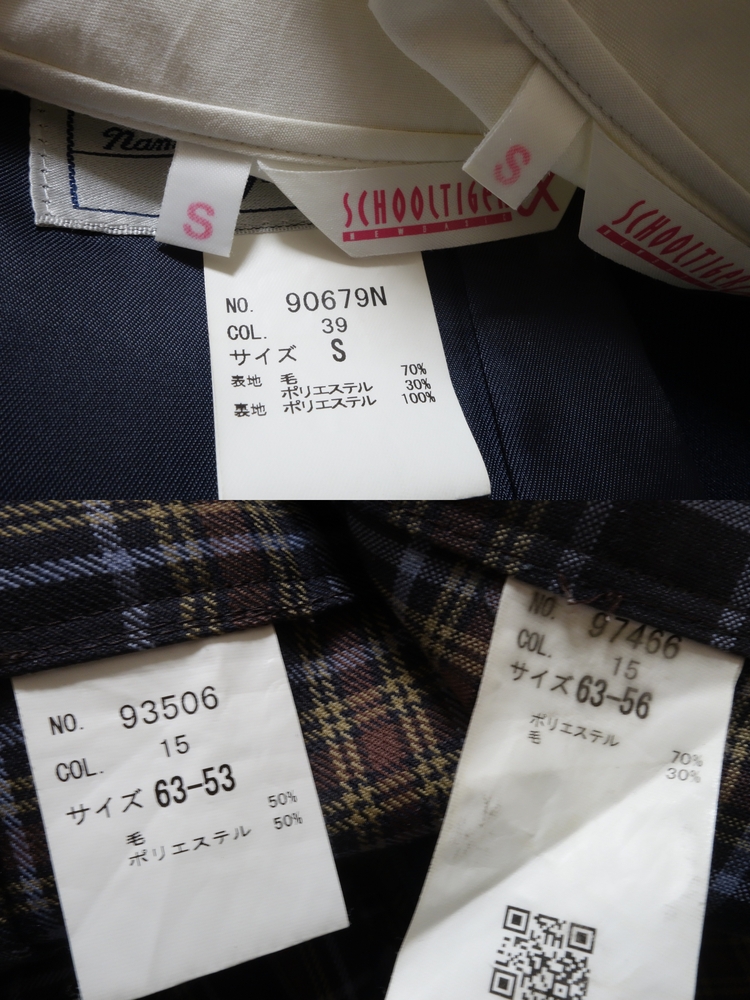 Nam
S
SCHOOLTIGER X
NEW BASIC
S
SCHOOLTIGER
NO. 90679N
COL. 39
サイズ S
表地 毛 70%
ポリエステル 30%
裏地 ポリエステル 100%
NO. 93506
COL. 15
サイズ 63-53
毛 50%
ポリエステル 50%
NO. 97466
COL. 15
サイズ 63-56
ポリエステル 70%
毛 30%